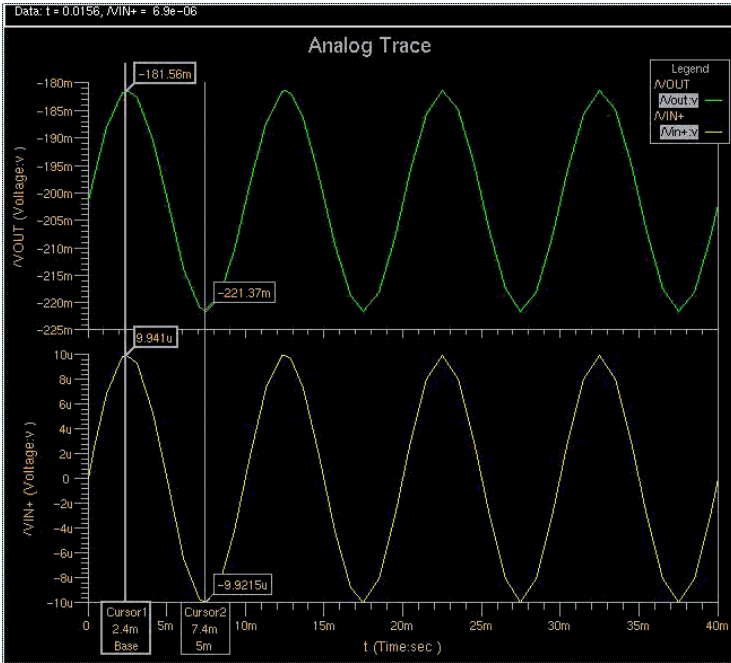 Data: t = 0.0156, /VIN+ = 6.9e-06
Analog Trace
Legend
/VOUT
/Vout:v
/VIN+
/Vin+:v
-181.56m
-180m
-185m
-190m
-195m
-200m
-205m
-210m
-215m
-220m
-225m
/VOUT (Voltage:v)
-221.37m
9.941u
10u
8u
6u
4u
2u
0
-2u
-4u
-6u
-8u
-10u
/VIN+ (Voltage:v)
-9.9215u
0 5m 10m 15m 20m 25m 30m 35m 40m
Cursor1
2.4m
Base
Cursor2
7.4m
5m
t (Time:sec )